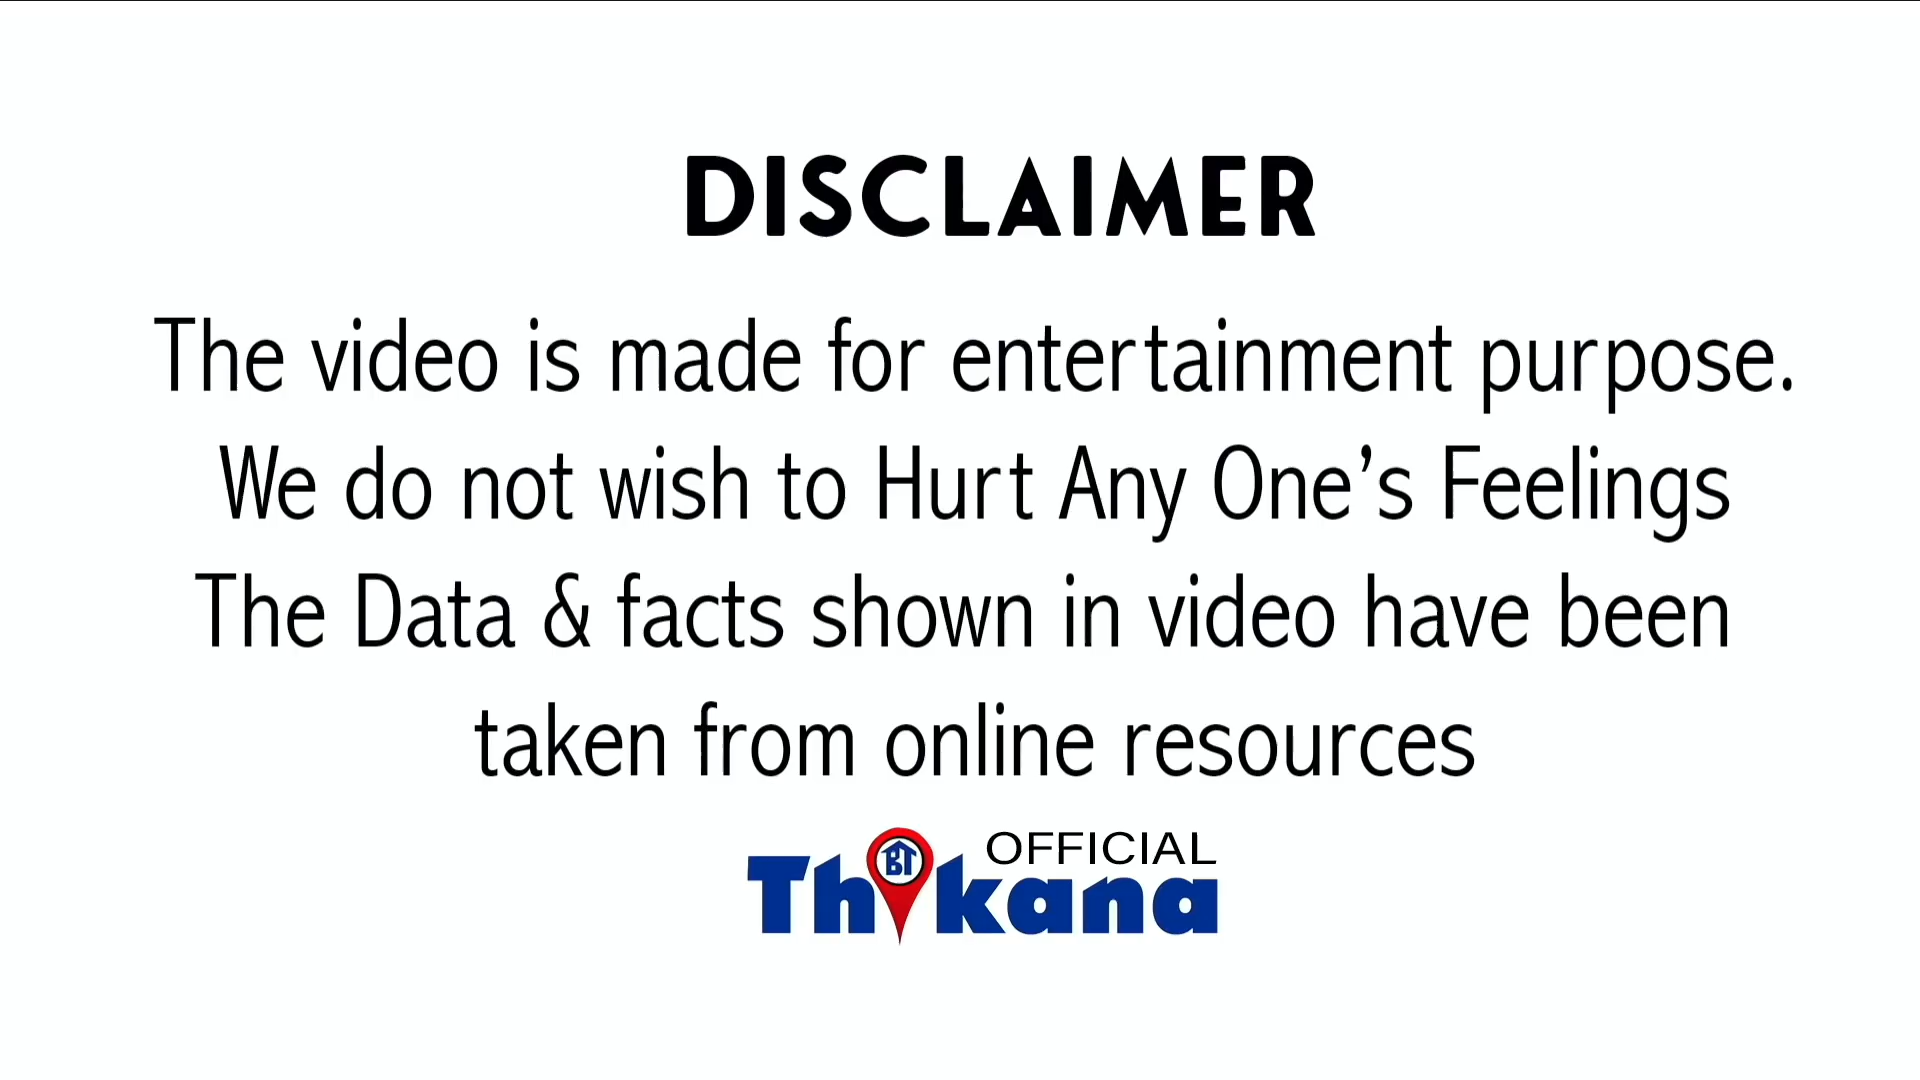 DISCLAIMER
The video is made for entertainment purpose.
We do not wish to Hurt Any One’s Feelings
The Data & facts shown in video have been
taken from online resources
BT
OFFICIAL
Thikana